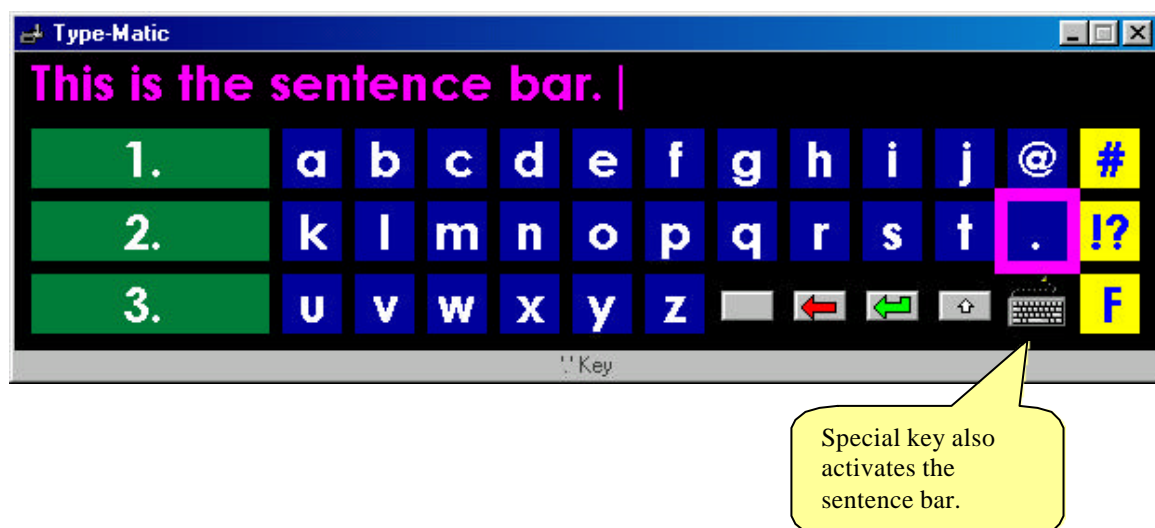 Type-Matic
This is the sentence bar.
1. a b c d e f g h i j @ #
2. k l m n o p q r s t . !?
3. u v w x y z F
'.' Key
Special key also
activates the
sentence bar.